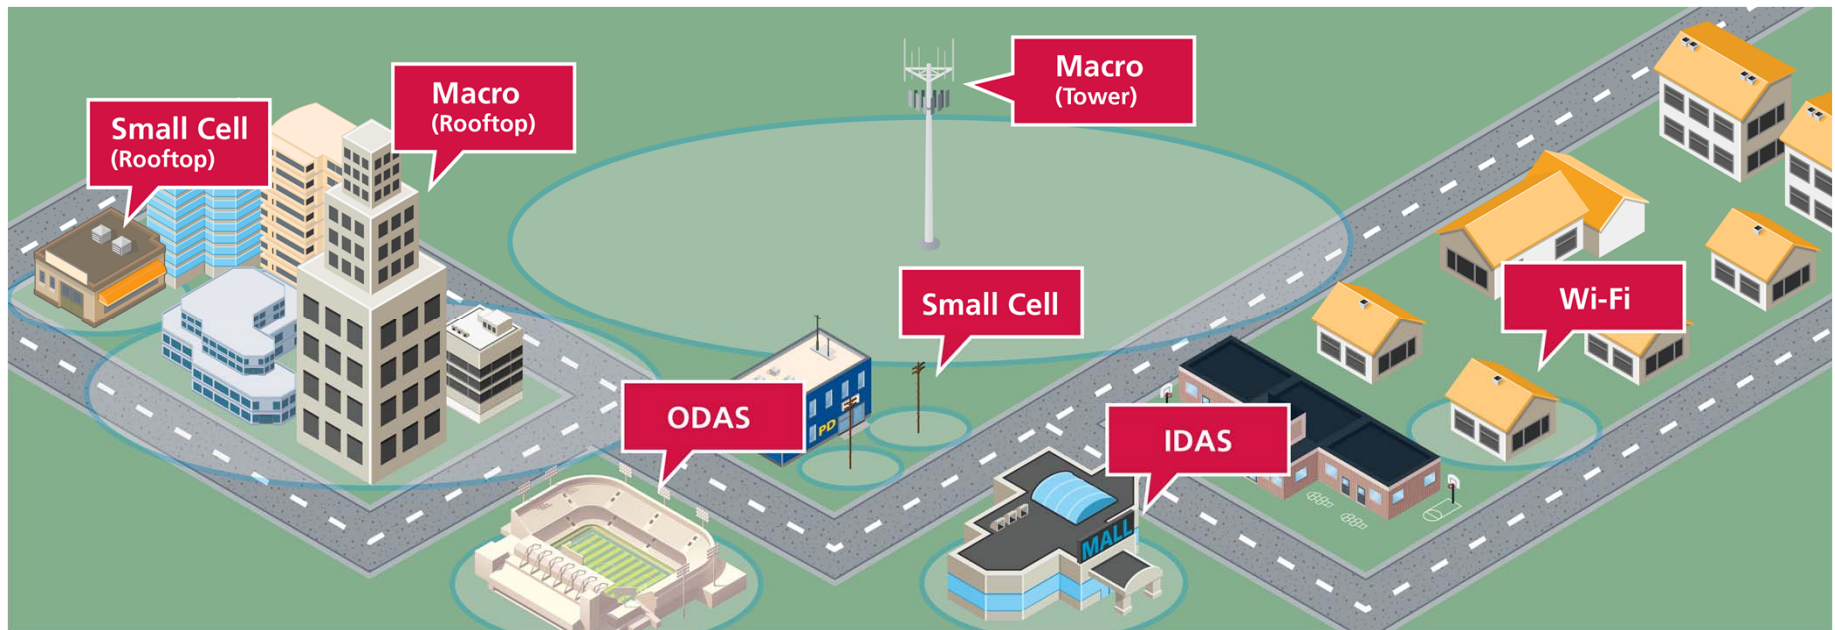 Macro
(Tower)
Macro
(Rooftop)
Small Cell
(Rooftop)
Small Cell
Wi-Fi
ODAS
IDAS
PD
MALL